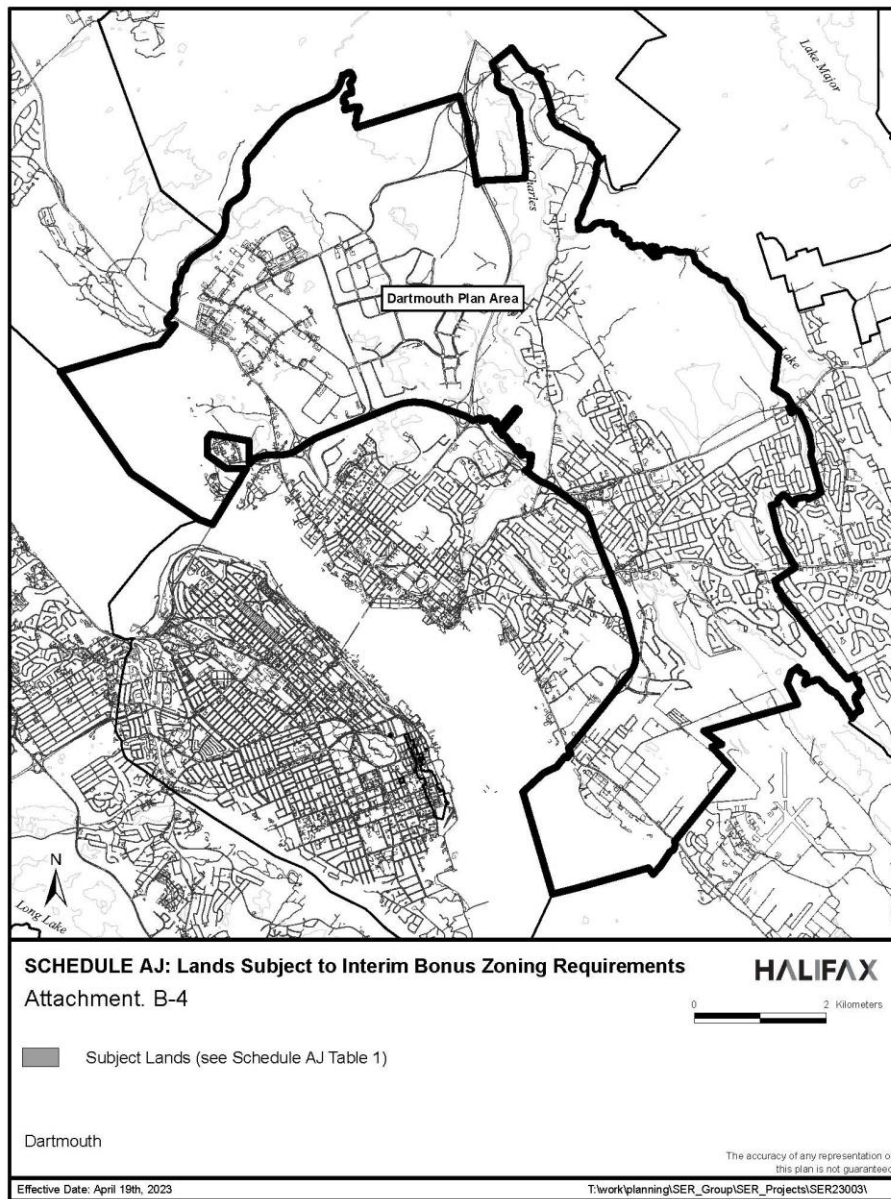 Lake Major
Charles
Dartmouth Plan Area
Lake
N
Long Lake
SCHEDULE AJ: Lands Subject to Interim Bonus Zoning Requirements
HALIFAX
Attachment. B-4
0 2 Kilometers
Subject Lands (see Schedule AJ Table 1)
Dartmouth
The accuracy of any representation o
this plan is not guaranteed
Effective Date: April 19th, 2023
T:\work\planning\SER_Group\SER_Projects\SER23003\